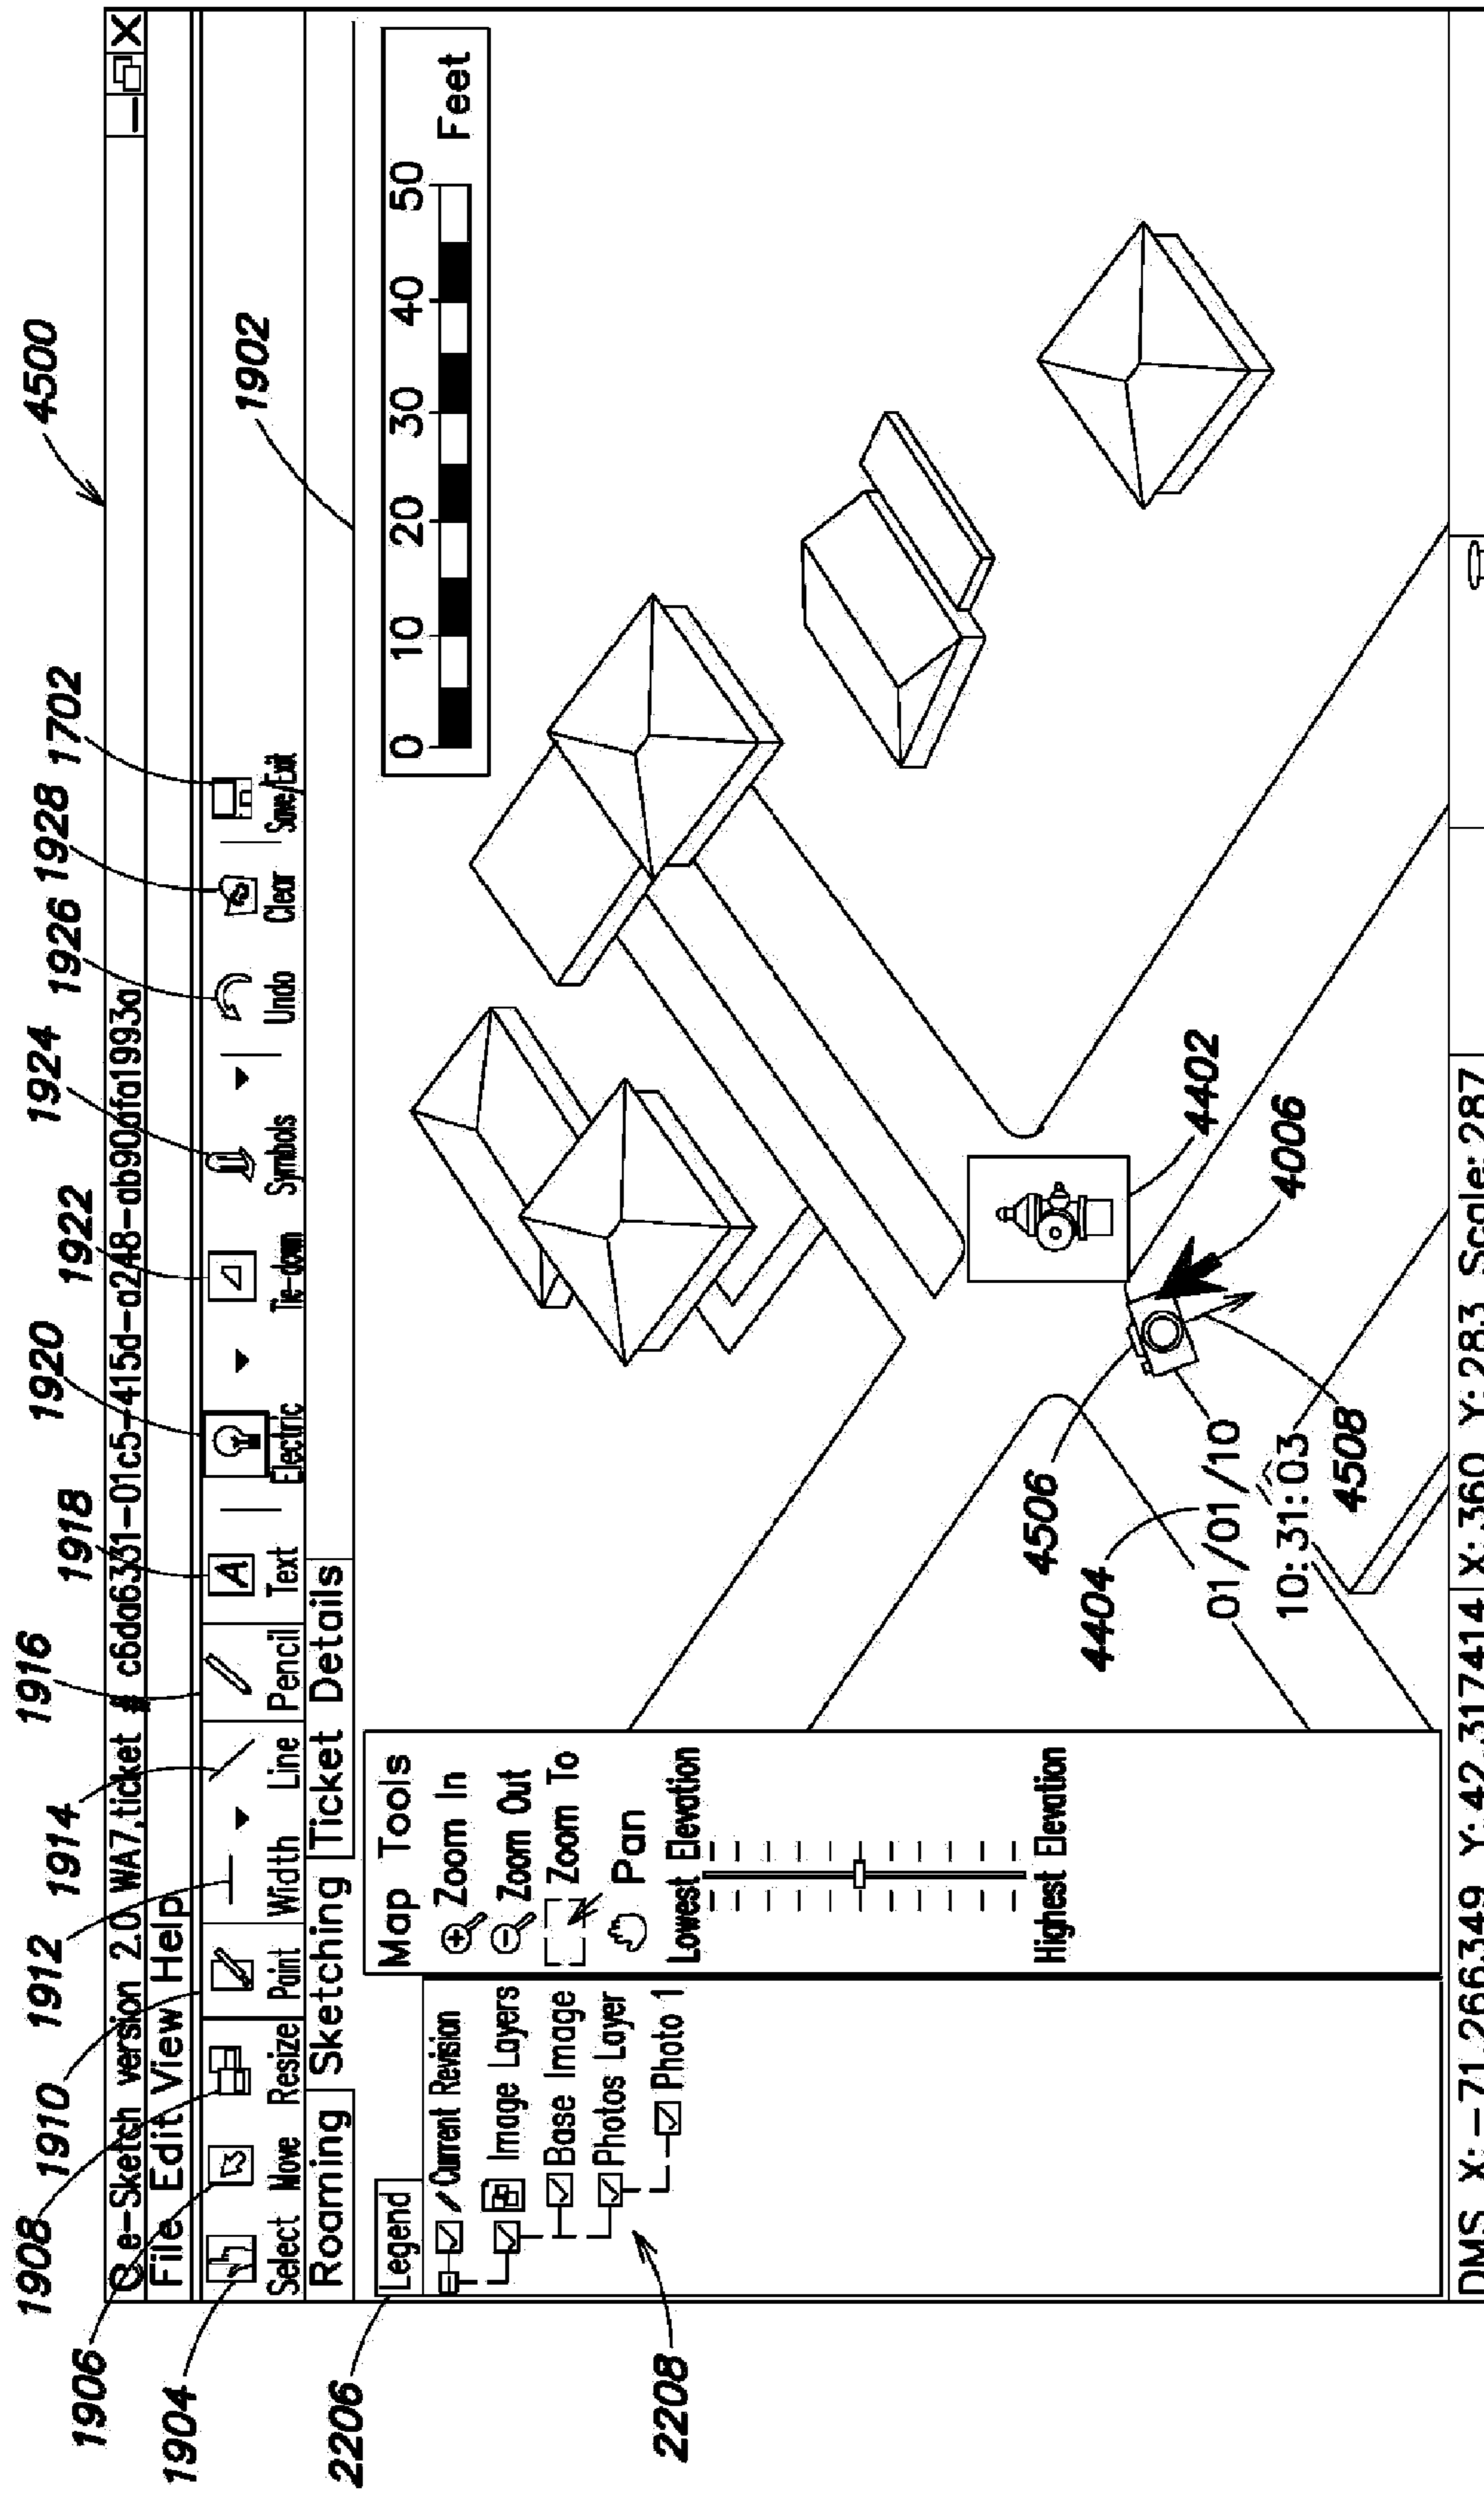 4500
1908 1910 1912 1914 1916 1918 1920 1922 1924 1926 1928 1702
1906
1904
1902
e-Sketch version 2.0 WA7,ticket # c6da6331-01c5-415d-a248-ab90afa1993a
File Edit View Help
Select Move Resize Paint Width Line Pencil Text Electric Tie-down Symbols Undo Clear Save/Exit
Roaming Sketching Ticket Details
2206
Legend
Current Revision
Image Layers
Base Image
Photos Layer
Photo 1
2208
Map Tools
Zoom In
Zoom Out
Zoom To
Pan
Lowest Elevation
Highest Elevation
0 10 20 30 40 50
Feet
4402
4006
4506
4404
01/01/10
10:31:03
4508
DMS X:-71.266349 Y:42.317414 X:360 Y:283 Scale:287